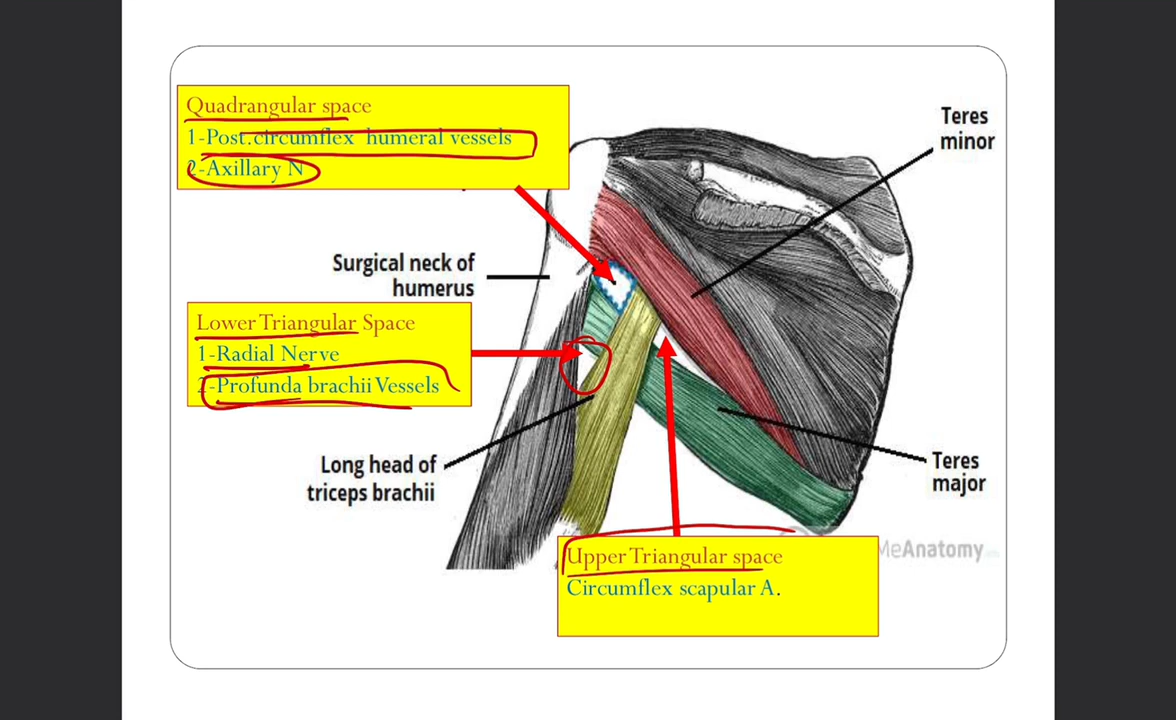 Quadrangular space
1-Post.circumflex humeral vessels
2-Axillary N
Teres
minor
Surgical neck of
humerus
Lower Triangular Space
1-Radial Nerve
2-Profunda brachii Vessels
Long head of
triceps brachii
Teres
major
MeAnatomy
Upper Triangular space
Circumflex scapular A.